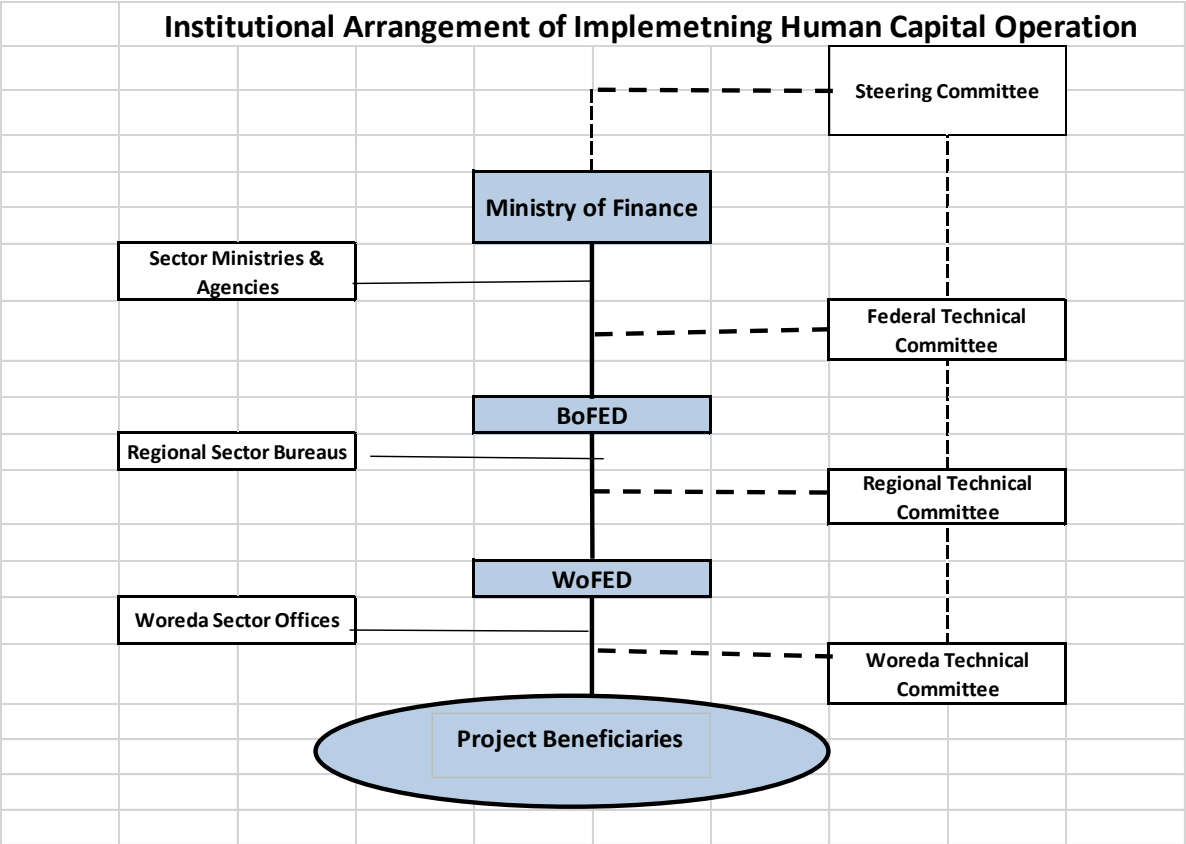 Institutional Arrangement of Implemetning Human Capital Operation
Steering Committee
Ministry of Finance
Sector Ministries &
Agencies
Federal Technical
Committee
BoFED
Regional Sector Bureaus
Regional Technical
Committee
WoFED
Woreda Sector Offices
Woreda Technical
Committee
Project Beneficiaries